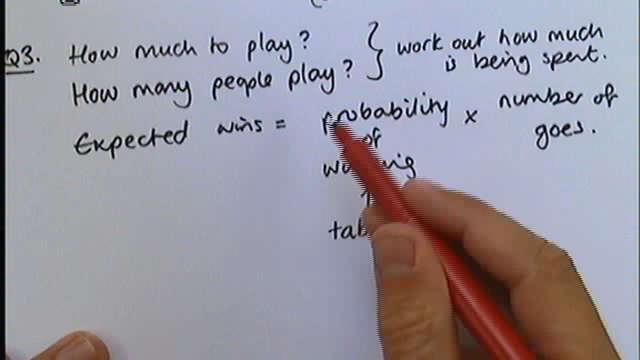 Q3. How much to play? } work out how much
How many people play? is being spent.
Expected wins = probability × number of
of goes.